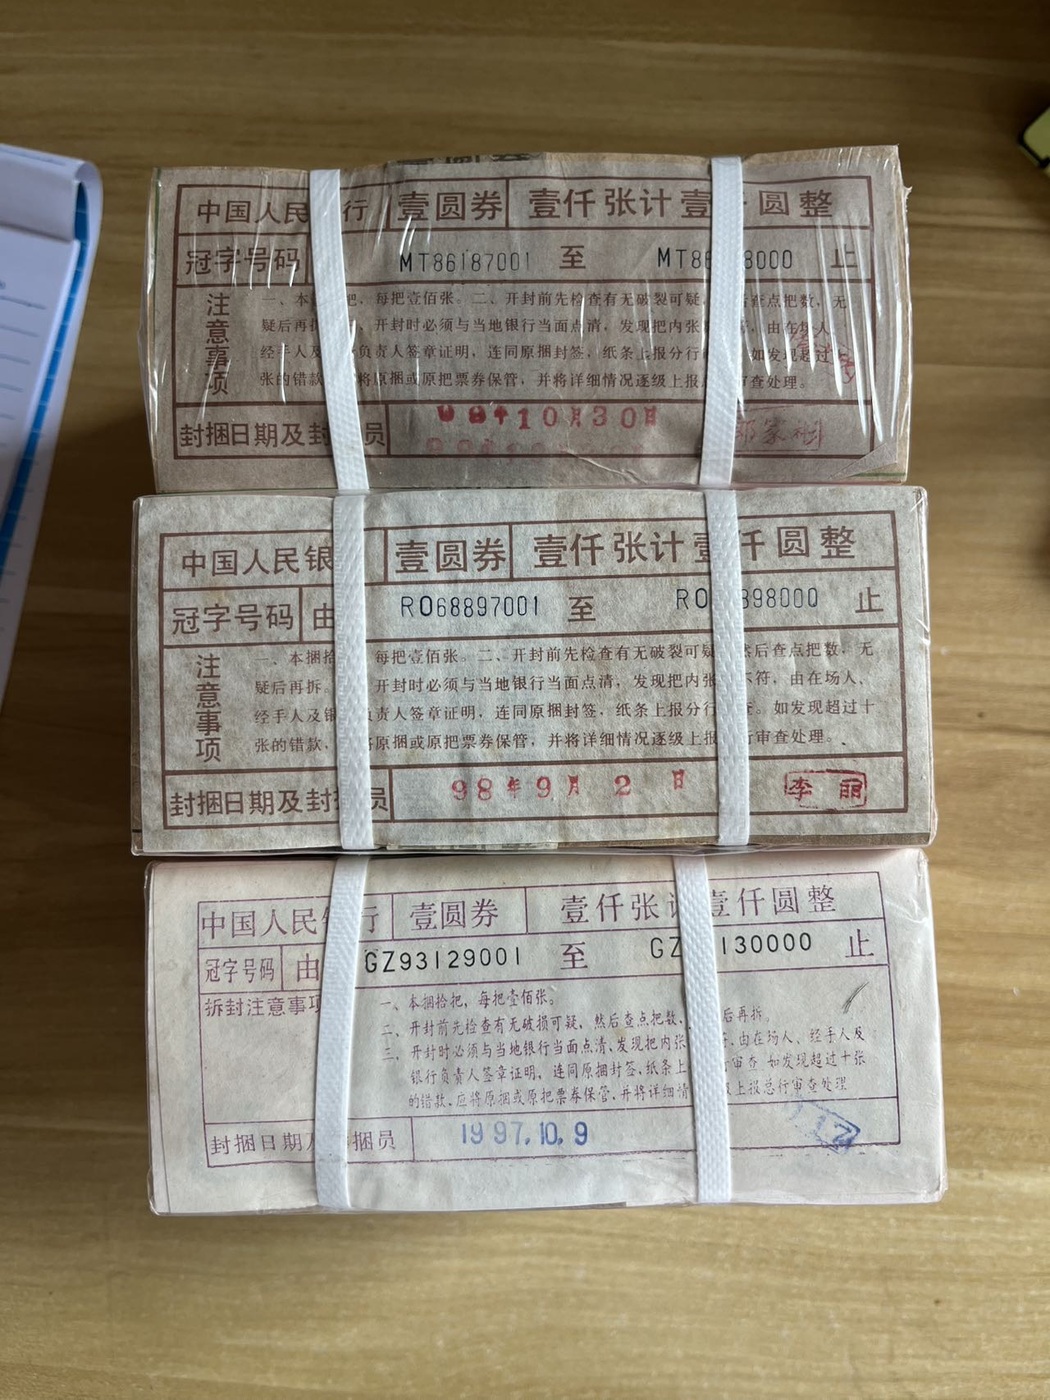 中国人民 行 壹圆券 壹仟张计壹 圆整
冠字号码 MT86187001 至 MT86 8000 止
注意事项
一、本 把,每把壹佰张。二、开封前先检查有无破裂可疑, 查点把数,无
疑后再 开封时必须与当地银行当面点清,发现把内张 由在场人、
经手人及 负责人签章证明,连同原捆封签,纸条上报分行 如发现超过
张的错款 将原捆或原把票券保管,并将详细情况逐级上报 审查处理。
封捆日期及封 员 年10月30日
中国人民银 壹圆券 壹仟张计壹仟圆整
冠字号码 由 RO68897001 至 RO 898000 止
注意事项
一、本捆拾 每把壹佰张。二、开封前先检查有无破裂可疑 然后查点把数,无
疑后再拆。 开封时必须与当地银行当面点清,发现把内张 不符,由在场人、
经手人及银 负责人签章证明,连同原捆封签,纸条上报分行 如发现超过十
张的错款、 将原捆或原把票券保管,并将详细情况逐级上报 行审查处理。
封捆日期及封捆员 98年9月2日 李丽
中国人民 行 壹圆券 壹仟张 壹仟圆整
冠字号码 由 GZ93129001 至 GZ 130000 止
拆封注意事项
一、本捆拾把,每把壹佰张。
二、开封前先检查有无破损可疑,然后查点把数、 后再拆。
三、开封时必须与当地银行当面点清、发现把内张 由在场人、经手人及
银行负责人签章证明,连同原捆封签,纸条上 审查 如发现超过十张
的错款、应将原捆或原把票券保管、并将详细情 级上报总行审查处理
封捆日期 捆员 1997.10.9